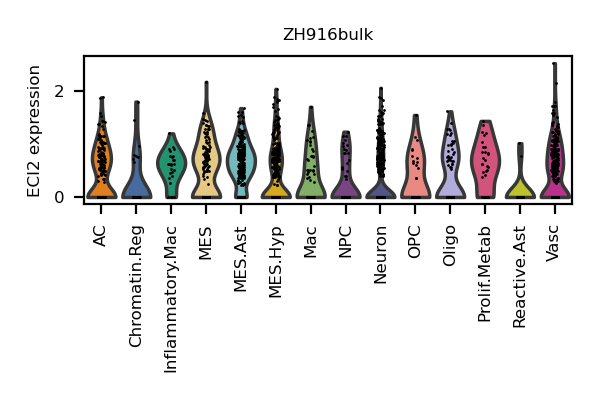 ZH916bulk
ECI2 expression
2
0
AC
Chromatin.Reg
Inflammatory.Mac
MES
MES.Ast
MES.Hyp
Mac
NPC
Neuron
OPC
Oligo
Prolif.Metab
Reactive.Ast
Vasc